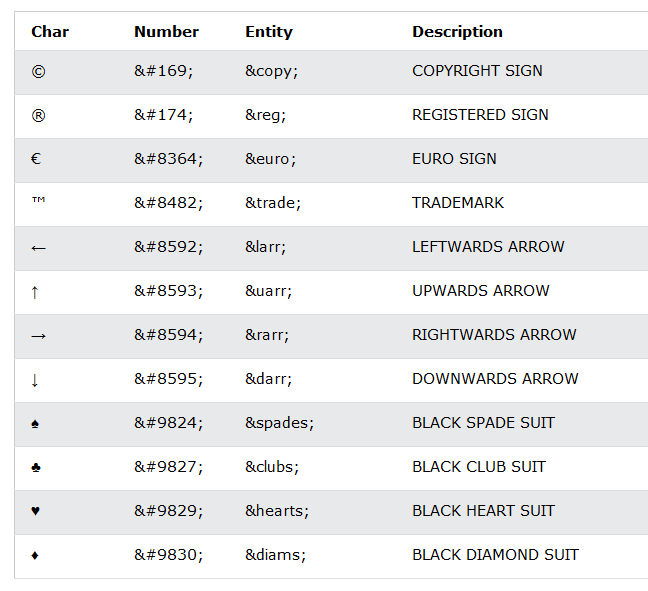 Char Number Entity Description
© &#169; &copy; COPYRIGHT SIGN
® &#174; &reg; REGISTERED SIGN
€ &#8364; &euro; EURO SIGN
™ &#8482; &trade; TRADEMARK
← &#8592; &larr; LEFTWARDS ARROW
↑ &#8593; &uarr; UPWARDS ARROW
→ &#8594; &rarr; RIGHTWARDS ARROW
↓ &#8595; &darr; DOWNWARDS ARROW
♠ &#9824; &spades; BLACK SPADE SUIT
♣ &#9827; &clubs; BLACK CLUB SUIT
♥ &#9829; &hearts; BLACK HEART SUIT
♦ &#9830; &diams; BLACK DIAMOND SUIT